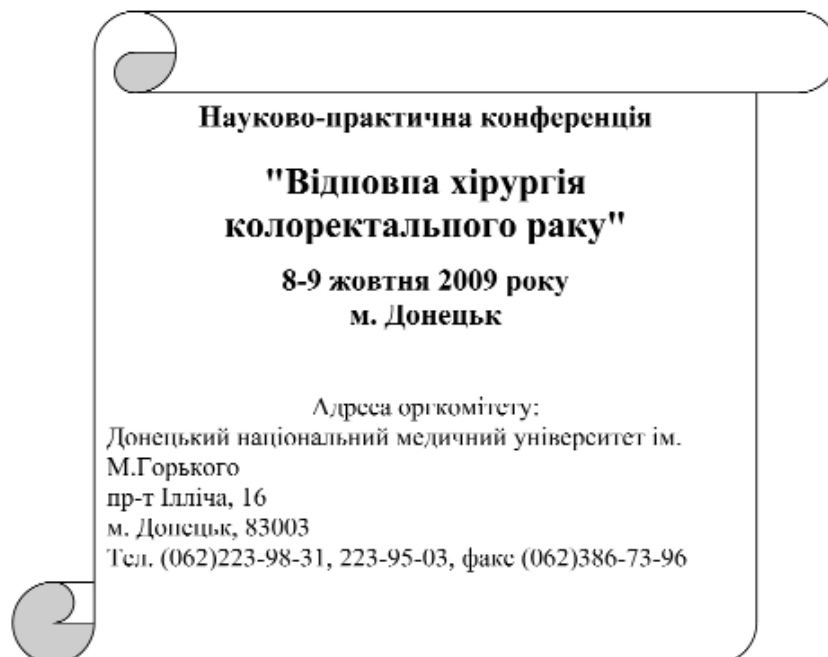 Науково-практична конференція
"Відновна хірургія
колоректального раку"
8-9 жовтня 2009 року
м. Донецьк
Адреса оргкомітету:
Донецький національний медичний університет ім.
М.Горького
пр-т Ілліча, 16
м. Донецьк, 83003
Тел. (062)223-98-31, 223-95-03, факс (062)386-73-96